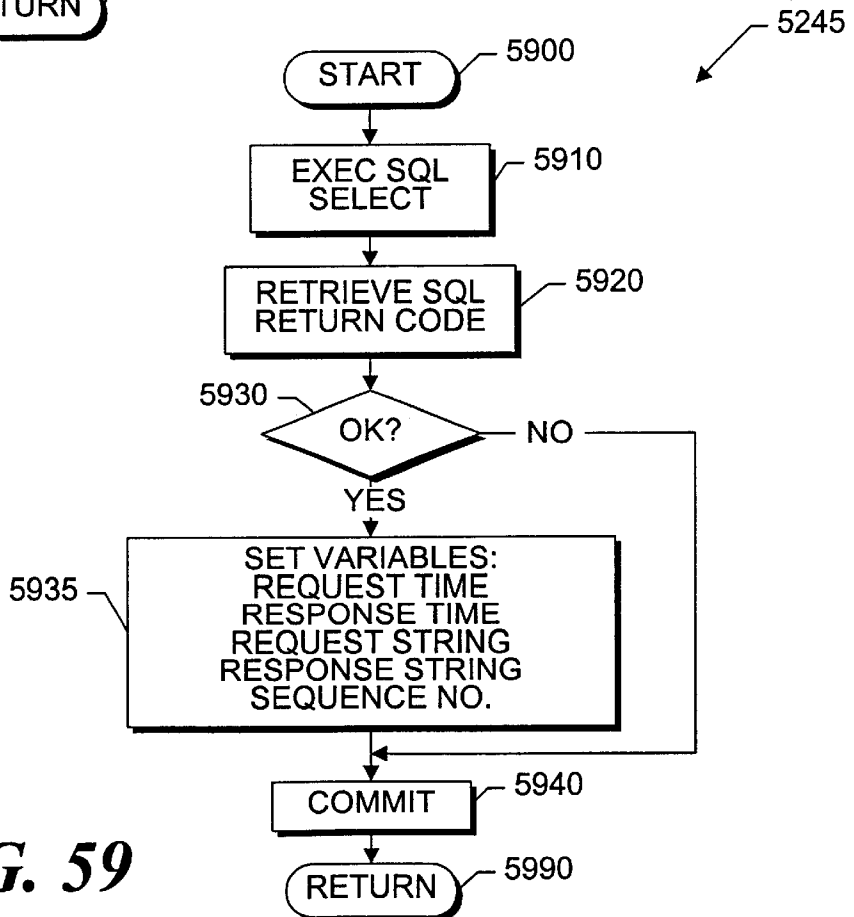 5245
START
5900
EXEC SQL
SELECT
5910
RETRIEVE SQL
RETURN CODE
5920
5930
OK?
NO
YES
5935
SET VARIABLES:
REQUEST TIME
RESPONSE TIME
REQUEST STRING
RESPONSE STRING
SEQUENCE NO.
COMMIT
5940
RETURN
5990
59